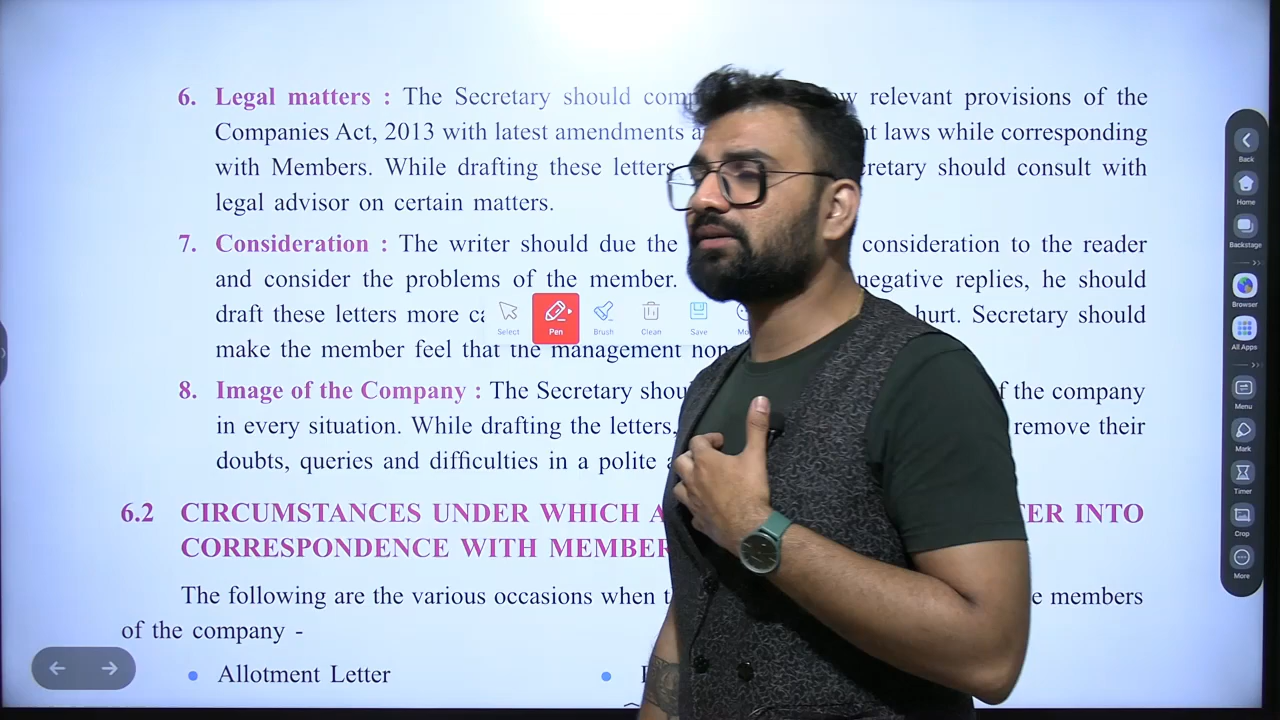 6. Legal matters : The Secretary should relevant provisions of the
Companies Act, 2013 with latest amendments laws while corresponding
with Members. While drafting these letters, should consult with
legal advisor on certain matters.
7. Consideration : The writer should due the consideration to the reader
and consider the problems of the member. negative replies, he should
draft these letters more hurt. Secretary should
make the member feel that the management
8. Image of the Company : The Secretary the company
in every situation. While drafting the letters, remove their
doubts, queries and difficulties in a polite
6.2 CIRCUMSTANCES UNDER WHICH INTO
CORRESPONDENCE WITH
The following are the various occasions when members
of the company -
• Allotment Letter
•
Select
Pen
Brush
Clean
Save
Back
Home
Backstage
Browser
All Apps
Menu
Mark
Timer
Crop
More